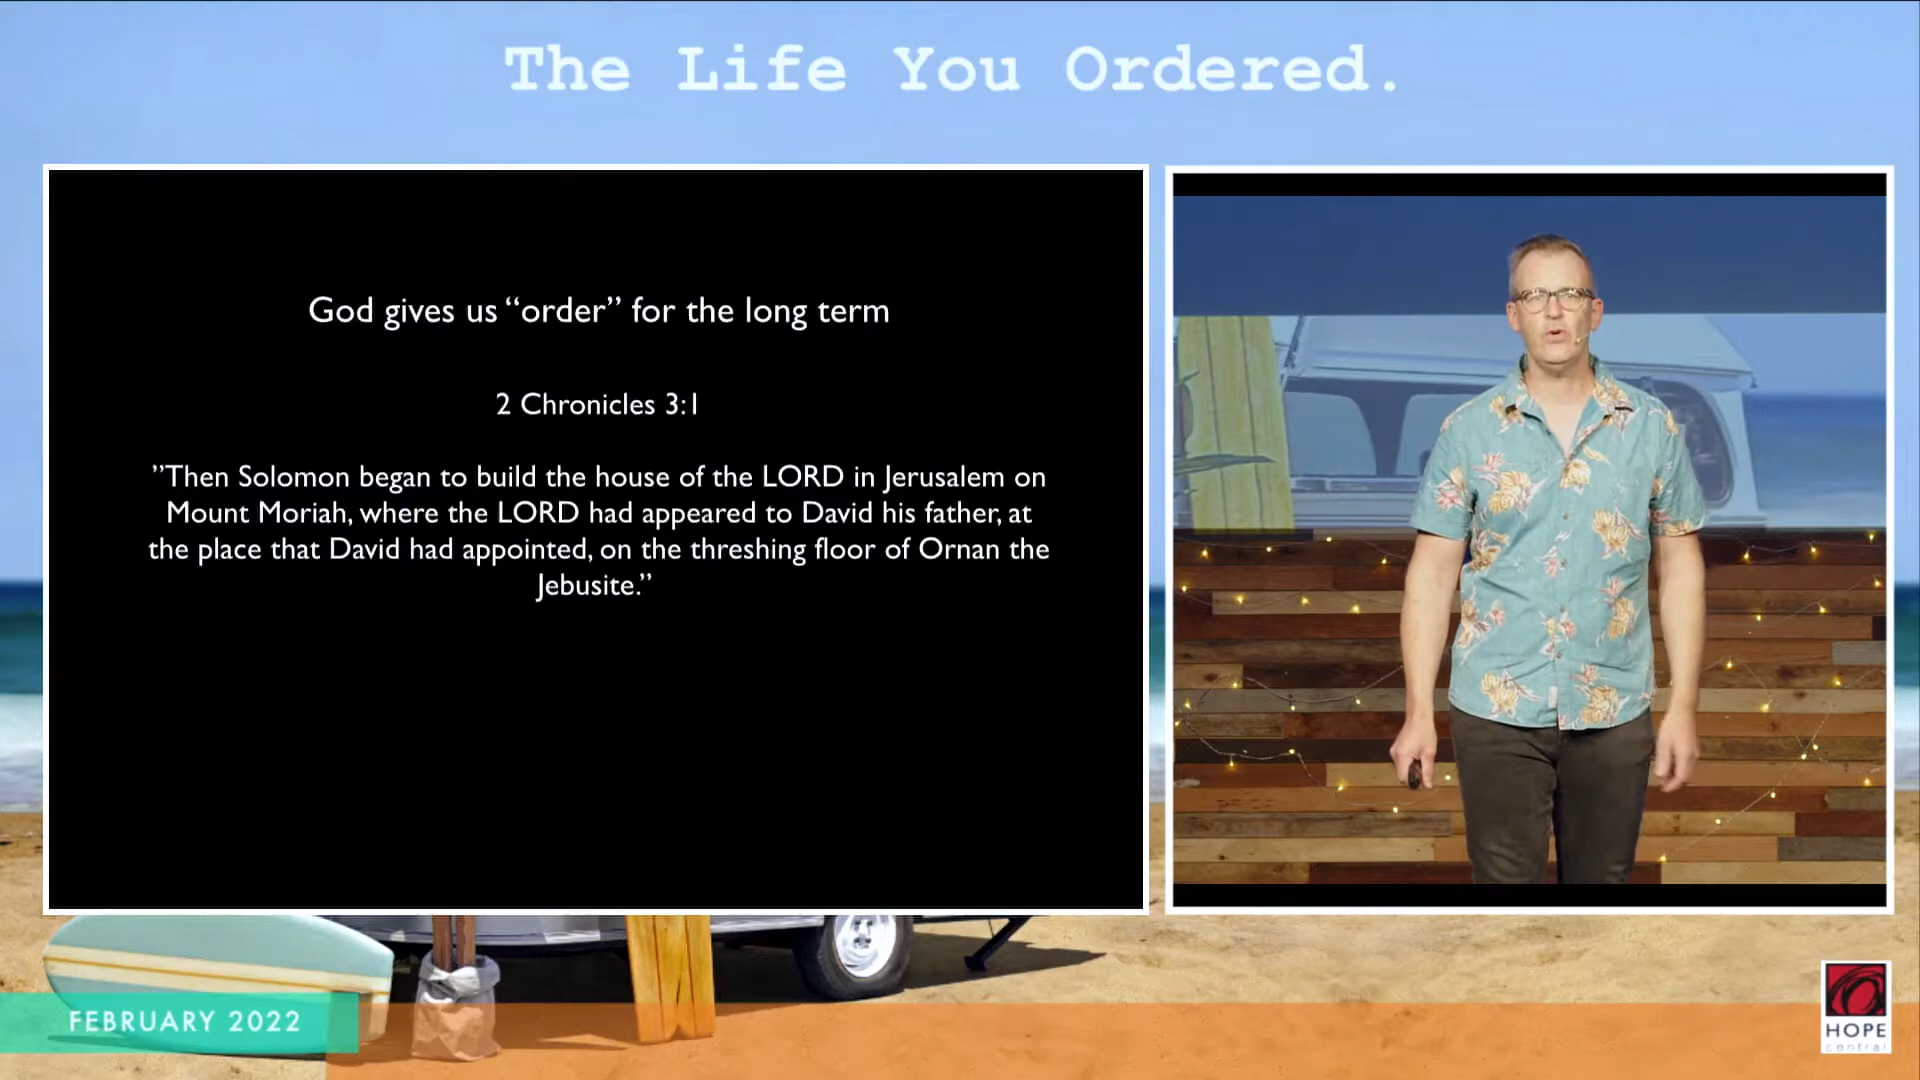 The Life You Ordered.
God gives us “order” for the long term
2 Chronicles 3:1
”Then Solomon began to build the house of the LORD in Jerusalem on
Mount Moriah, where the LORD had appeared to David his father, at
the place that David had appointed, on the threshing floor of Ornan the
Jebusite.”
FEBRUARY 2022
HOPE
central